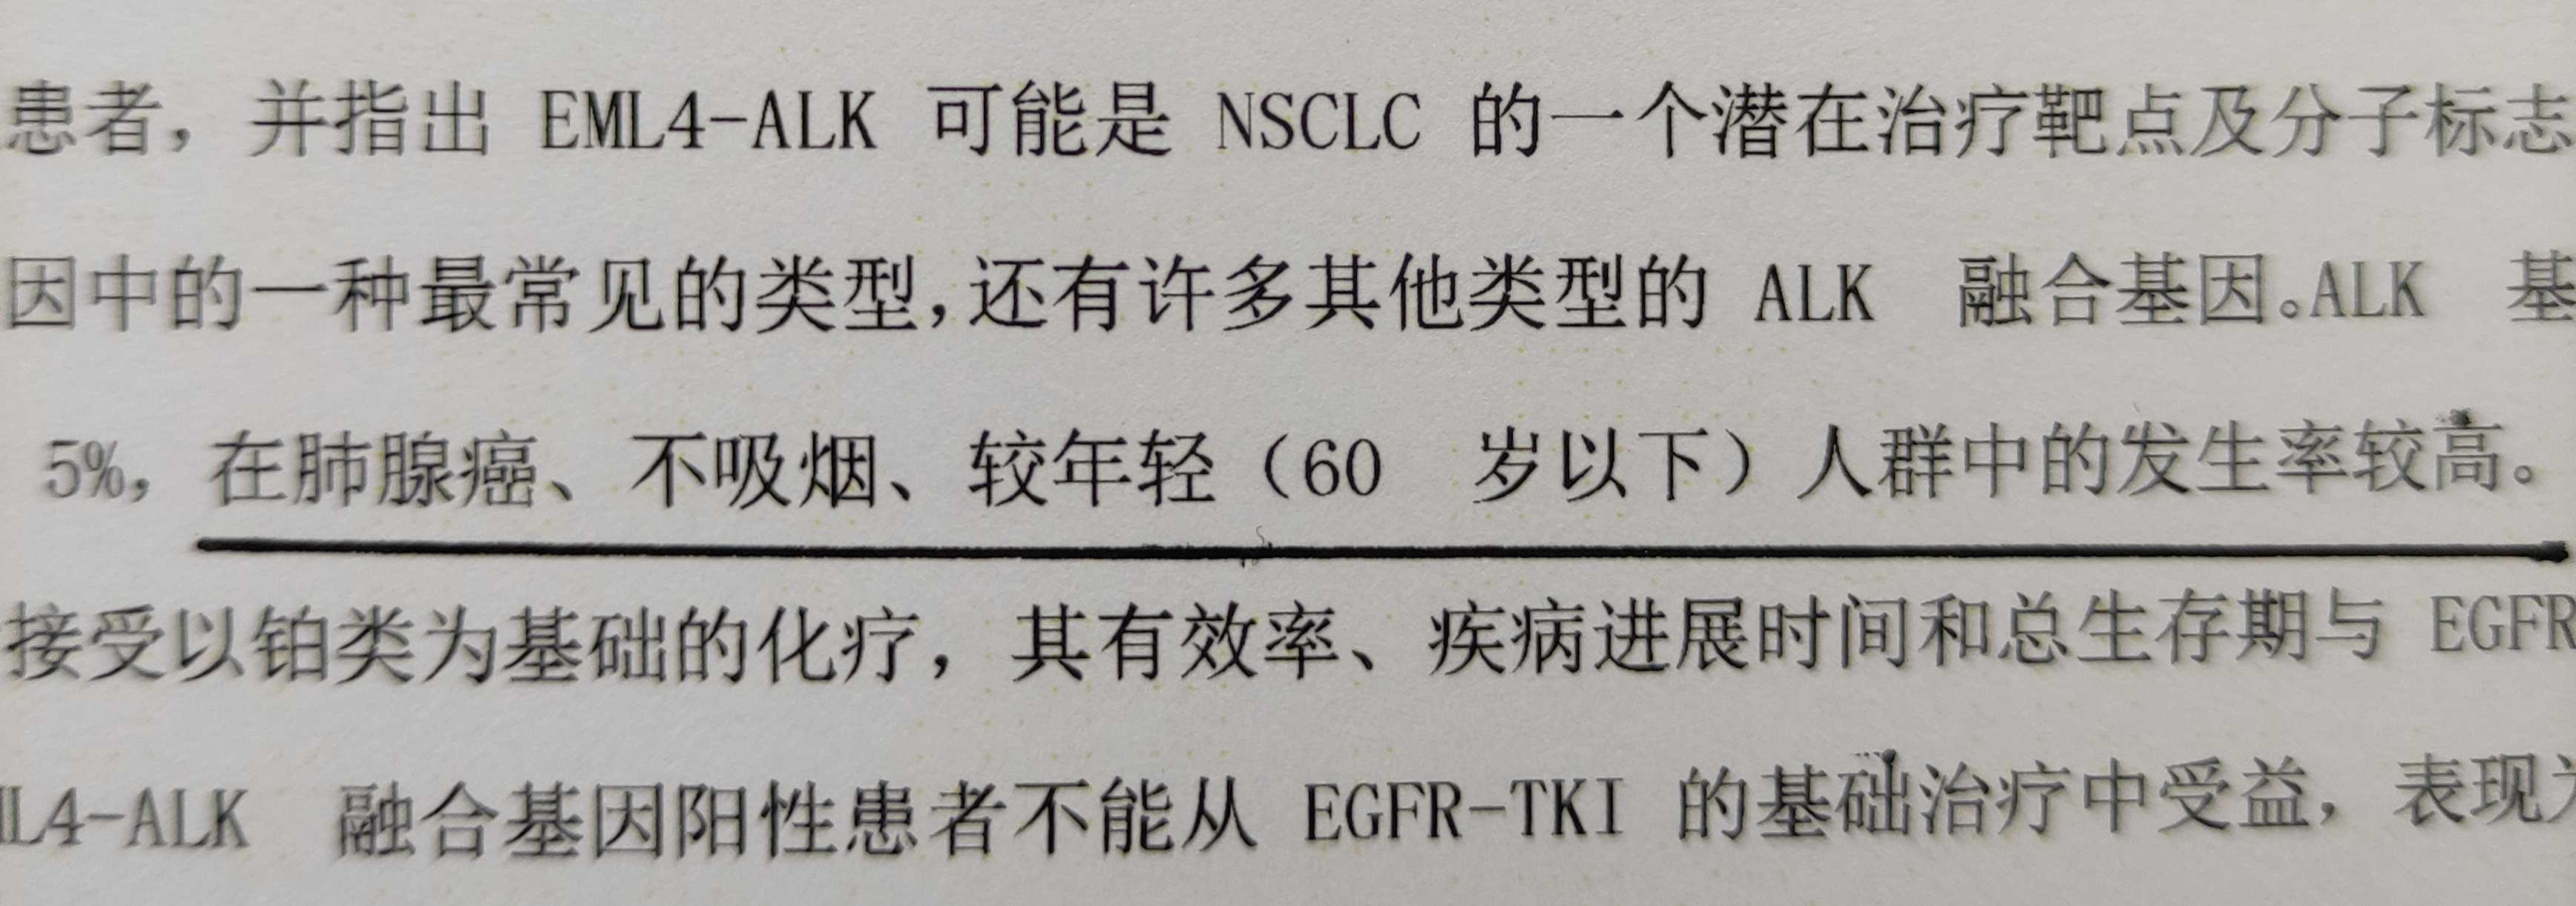 患者，并指出 EML4-ALK 可能是 NSCLC 的一个潜在治疗靶点及分子标志
因中的一种最常见的类型，还有许多其他类型的 ALK 融合基因。ALK 基
5%，在肺腺癌、不吸烟、较年轻（60 岁以下）人群中的发生率较高。
接受以铂类为基础的化疗，其有效率、疾病进展时间和总生存期与 EGFR
L4-ALK 融合基因阳性患者不能从 EGFR-TKI 的基础治疗中受益，表现